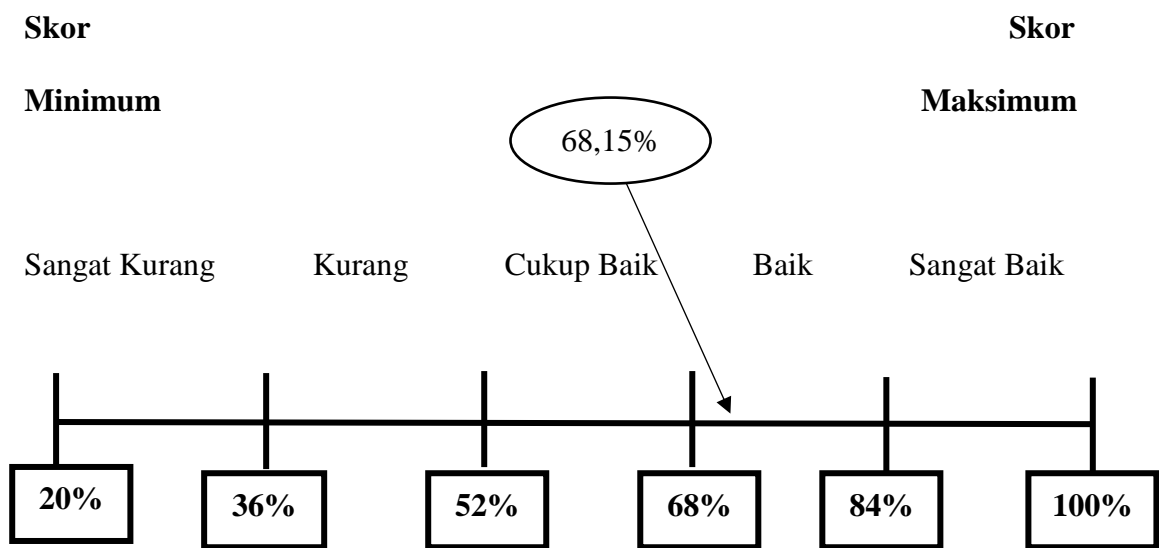 Skor Skor
Minimum Maksimum
68,15%
Sangat Kurang Kurang Cukup Baik Baik Sangat Baik
20% 36% 52% 68% 84% 100%